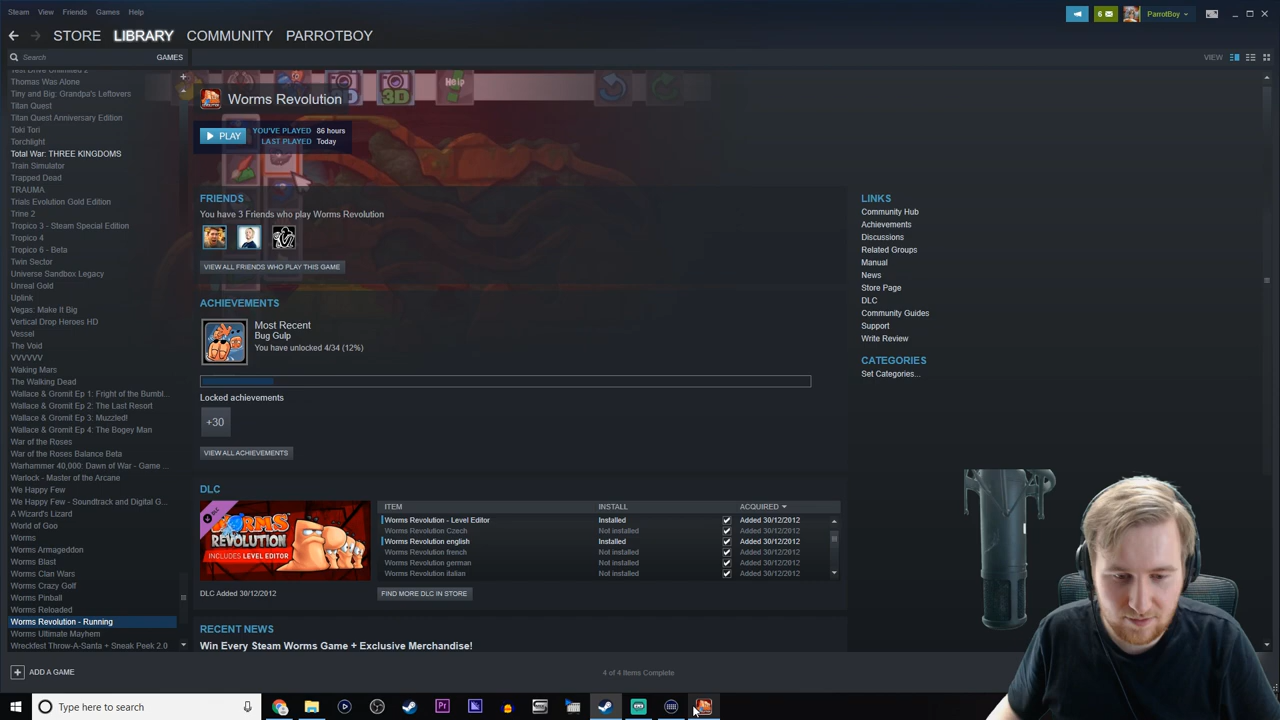 Steam View Friends Games Help
6 ParrotBoy
STORE LIBRARY COMMUNITY PARROTBOY
Search GAMES VIEW
Test Drive Unlimited 2
Thomas Was Alone
Tiny and Big: Grandpa's Leftovers
Titan Quest
Titan Quest Anniversary Edition
Toki Tori
Torchlight
Total War: THREE KINGDOMS
Train Simulator
Trapped Dead
TRAUMA
Trials Evolution Gold Edition
Trine 2
Tropico 3 - Steam Special Edition
Tropico 4
Tropico 6 - Beta
Twin Sector
Universe Sandbox Legacy
Unreal Gold
Uplink
Vegas: Make It Big
Vertical Drop Heroes HD
Vessel
The Void
VVVVVV
Waking Mars
The Walking Dead
Wallace & Gromit Ep 1: Fright of the Bumbl...
Wallace & Gromit Ep 2: The Last Resort
Wallace & Gromit Ep 3: Muzzled!
Wallace & Gromit Ep 4: The Bogey Man
War of the Roses
War of the Roses Balance Beta
Warhammer 40,000: Dawn of War - Game ...
Warlock - Master of the Arcane
We Happy Few
We Happy Few - Soundtrack and Digital G...
A Wizard's Lizard
World of Goo
Worms
Worms Armageddon
Worms Blast
Worms Clan Wars
Worms Crazy Golf
Worms Pinball
Worms Reloaded
Worms Revolution - Running
Worms Ultimate Mayhem
Wreckfest Throw-A-Santa + Sneak Peek 2.0
ADD A GAME
3D
Help
Worms Revolution
PLAY
YOU'VE PLAYED 86 hours
LAST PLAYED Today
FRIENDS
You have 3 Friends who play Worms Revolution
VIEW ALL FRIENDS WHO PLAY THIS GAME
ACHIEVEMENTS
Most Recent
Bug Gulp
You have unlocked 4/34 (12%)
Locked achievements
+30
VIEW ALL ACHIEVEMENTS
DLC
WORMS
REVOLUTION
INCLUDES LEVEL EDITOR
DLC Added 30/12/2012
ITEM INSTALL ACQUIRED
Worms Revolution - Level Editor Installed Added 30/12/2012
Worms Revolution Czech Not installed Added 30/12/2012
Worms Revolution english Installed Added 30/12/2012
Worms Revolution french Not installed Added 30/12/2012
Worms Revolution german Not installed Added 30/12/2012
Worms Revolution italian Not installed Added 30/12/2012
FIND MORE DLC IN STORE
RECENT NEWS
Win Every Steam Worms Game + Exclusive Merchandise!
LINKS
Community Hub
Achievements
Discussions
Related Groups
Manual
News
Store Page
DLC
Community Guides
Support
Write Review
CATEGORIES
Set Categories...
4 of 4 Items Complete
Type here to search
Pr